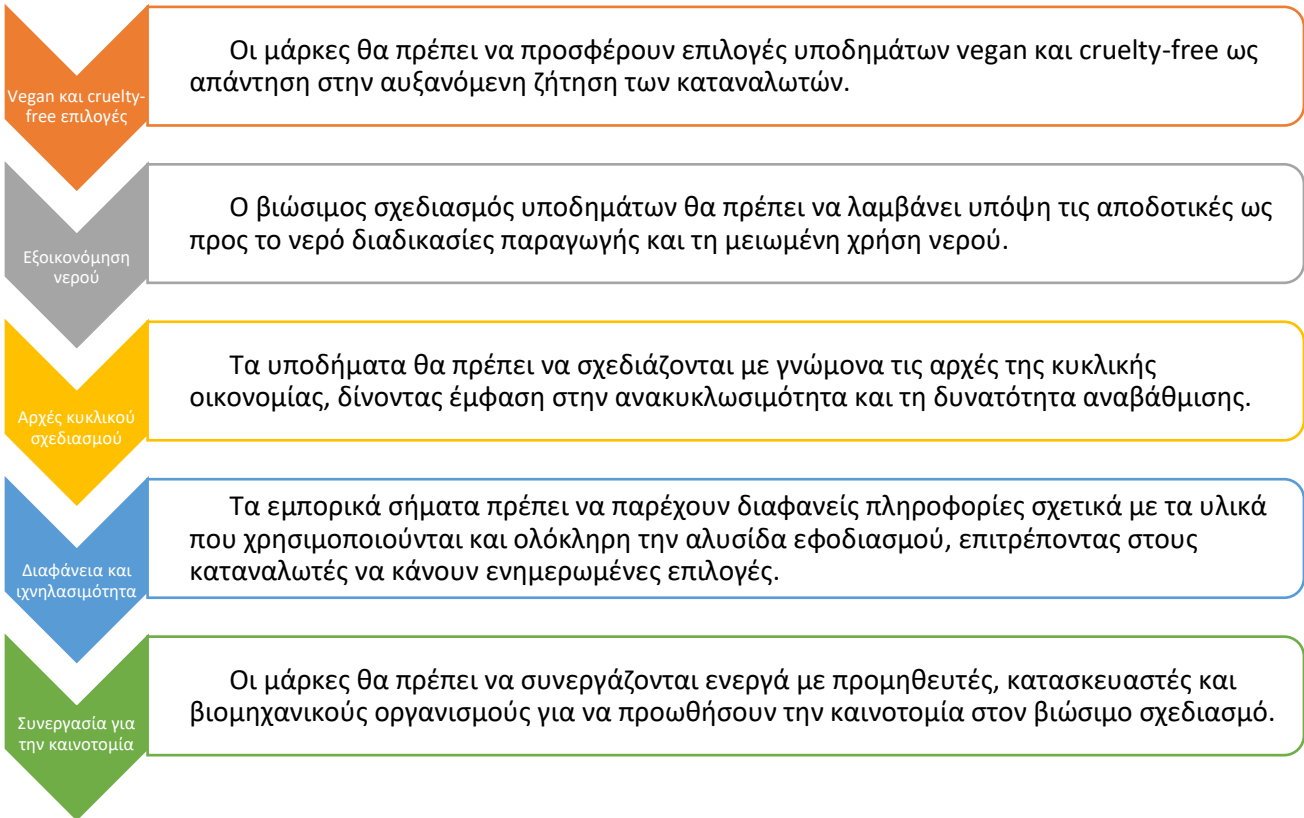 Vegan και cruelty-
free επιλογές
Οι μάρκες θα πρέπει να προσφέρουν επιλογές υποδημάτων vegan και cruelty-free ως
απάντηση στην αυξανόμενη ζήτηση των καταναλωτών.
Εξοικονόμηση
νερού
Ο βιώσιμος σχεδιασμός υποδημάτων θα πρέπει να λαμβάνει υπόψη τις αποδοτικές ως
προς το νερό διαδικασίες παραγωγής και τη μειωμένη χρήση νερού.
Αρχές κυκλικού
σχεδιασμού
Τα υποδήματα θα πρέπει να σχεδιάζονται με γνώμονα τις αρχές της κυκλικής
οικονομίας, δίνοντας έμφαση στην ανακυκλωσιμότητα και τη δυνατότητα αναβάθμισης.
Διαφάνεια και
ιχνηλασιμότητα
Τα εμπορικά σήματα πρέπει να παρέχουν διαφανείς πληροφορίες σχετικά με τα υλικά
που χρησιμοποιούνται και ολόκληρη την αλυσίδα εφοδιασμού, επιτρέποντας στους
καταναλωτές να κάνουν ενημερωμένες επιλογές.
Συνεργασία για
την καινοτομία
Οι μάρκες θα πρέπει να συνεργάζονται ενεργά με προμηθευτές, κατασκευαστές και
βιομηχανικούς οργανισμούς για να προωθήσουν την καινοτομία στον βιώσιμο σχεδιασμό.